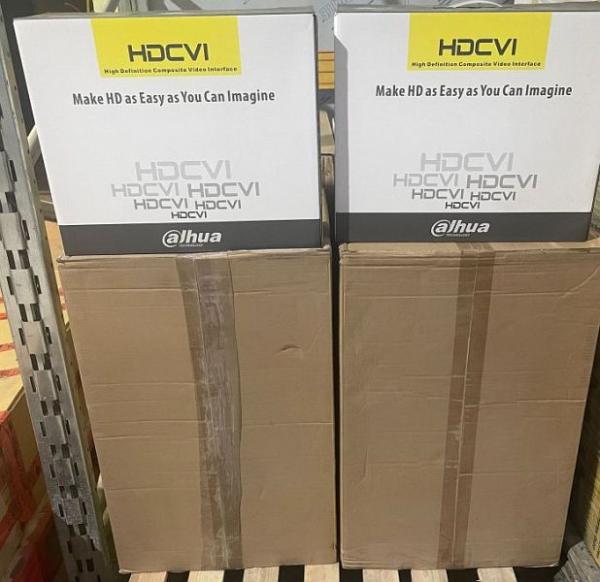 HDCVI
High Definition Composite Video Interface
Make HD as Easy as You Can Imagine
HDCVI
HDCVI HDCVI
HDCVI HDCVI
HDCVI
alhua
TECHNOLOGY
HDCVI
High Definition Composite Video Interface
Make HD as Easy as You Can Imagine
HDCVI
HDCVI HDCVI
HDCVI HDCVI
HDCVI
alhua
TECHNOLOGY